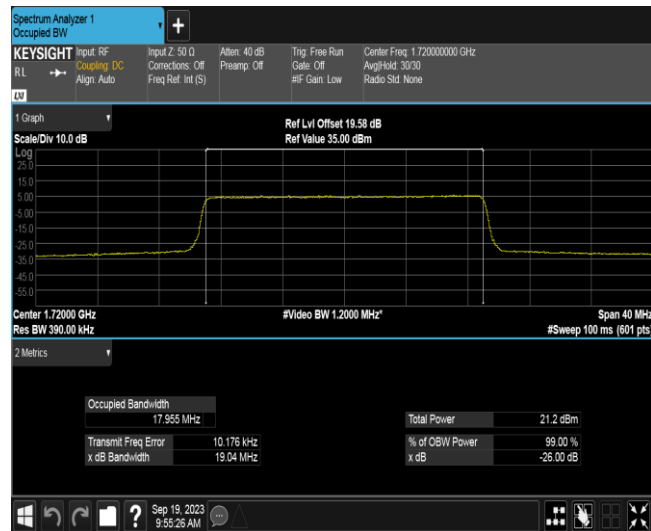 Spectrum Analyzer 1
Occupied BW
+
KEYSIGHT
RL
LXI
Input: RF
Coupling: DC
Align: Auto
Input Z: 50 Ω
Corrections: Off
Freq Ref: Int (S)
Atten: 40 dB
Preamp: Off
Trig: Free Run
Gate: Off
#IF Gain: Low
Center Freq: 1.720000000 GHz
Avg|Hold: 30/30
Radio Std: None
1 Graph
Scale/Div 10.0 dB
Ref Lvl Offset 19.58 dB
Ref Value 35.00 dBm
Log
25.0
15.0
5.00
-5.00
-15.0
-25.0
-35.0
-45.0
-55.0
Center 1.72000 GHz
#Video BW 1.2000 MHz*
Span 40 MHz
Res BW 390.00 kHz
#Sweep 100 ms (601 pts)
2 Metrics
Occupied Bandwidth
17.955 MHz
Transmit Freq Error 10.176 kHz
x dB Bandwidth 19.04 MHz
Total Power 21.2 dBm
% of OBW Power 99.00 %
x dB -26.00 dB
?
Sep 19, 2023
9:55:26 AM